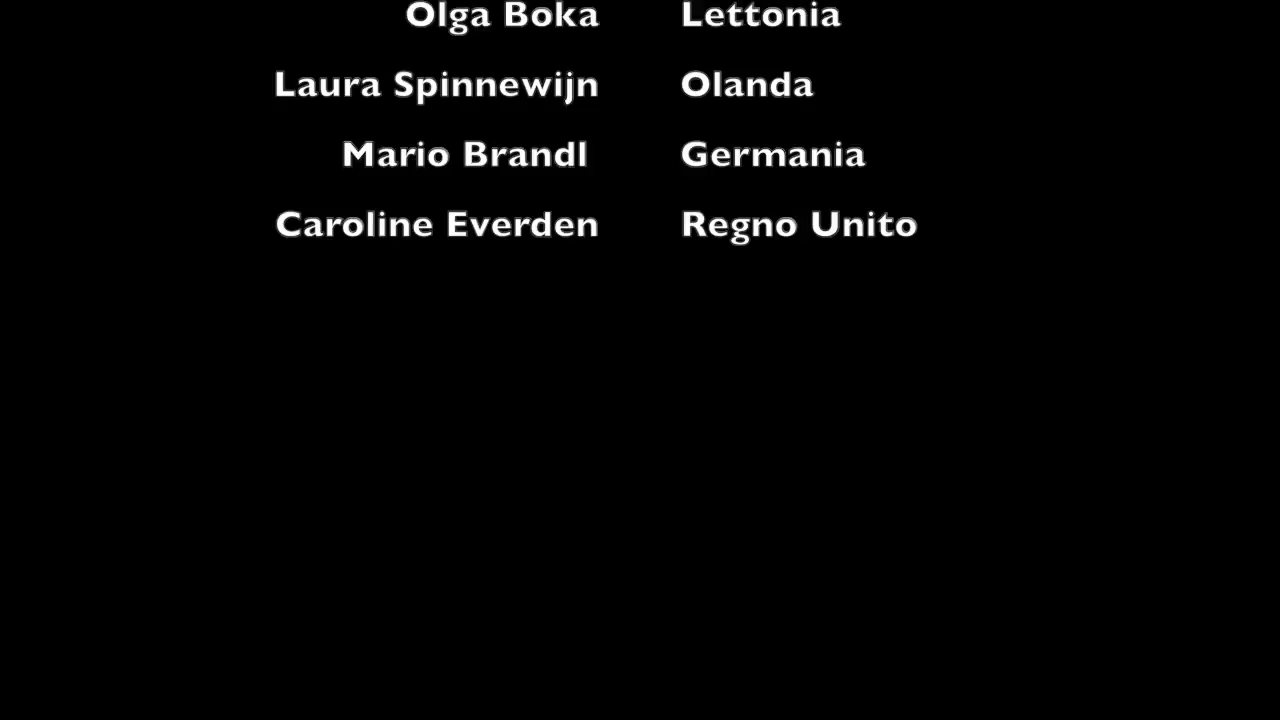 Olga Boka Lettonia
Laura Spinnewijn Olanda
Mario Brandl Germania
Caroline Everden Regno Unito